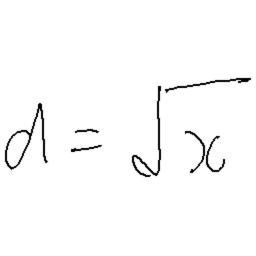 d = √x